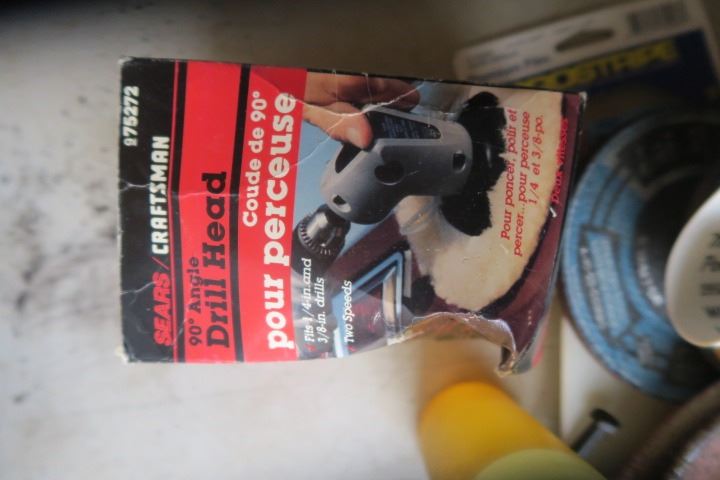 SEARS/CRAFTSMAN 975272
90° Angle
Drill Head
Coude de 90°
pour perceuse
Fits 1/4-in. and
3/8-in. drills
Two Speeds
Pour poncer, polir et
percer...pour perceuse
1/4 et 3/8-po.
Deux vitesses